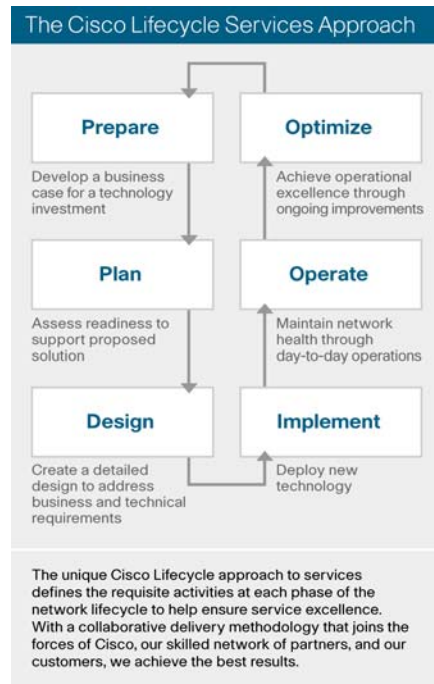 The Cisco Lifecycle Services Approach
Prepare
Develop a business
case for a technology
investment
Plan
Assess readiness to
support proposed
solution
Design
Create a detailed
design to address
business and technical
requirements
Implement
Deploy new
technology
Operate
Maintain network
health through
day-to-day operations
Optimize
Achieve operational
excellence through
ongoing improvements
The unique Cisco Lifecycle approach to services
defines the requisite activities at each phase of the
network lifecycle to help ensure service excellence.
With a collaborative delivery methodology that joins the
forces of Cisco, our skilled network of partners, and our
customers, we achieve the best results.